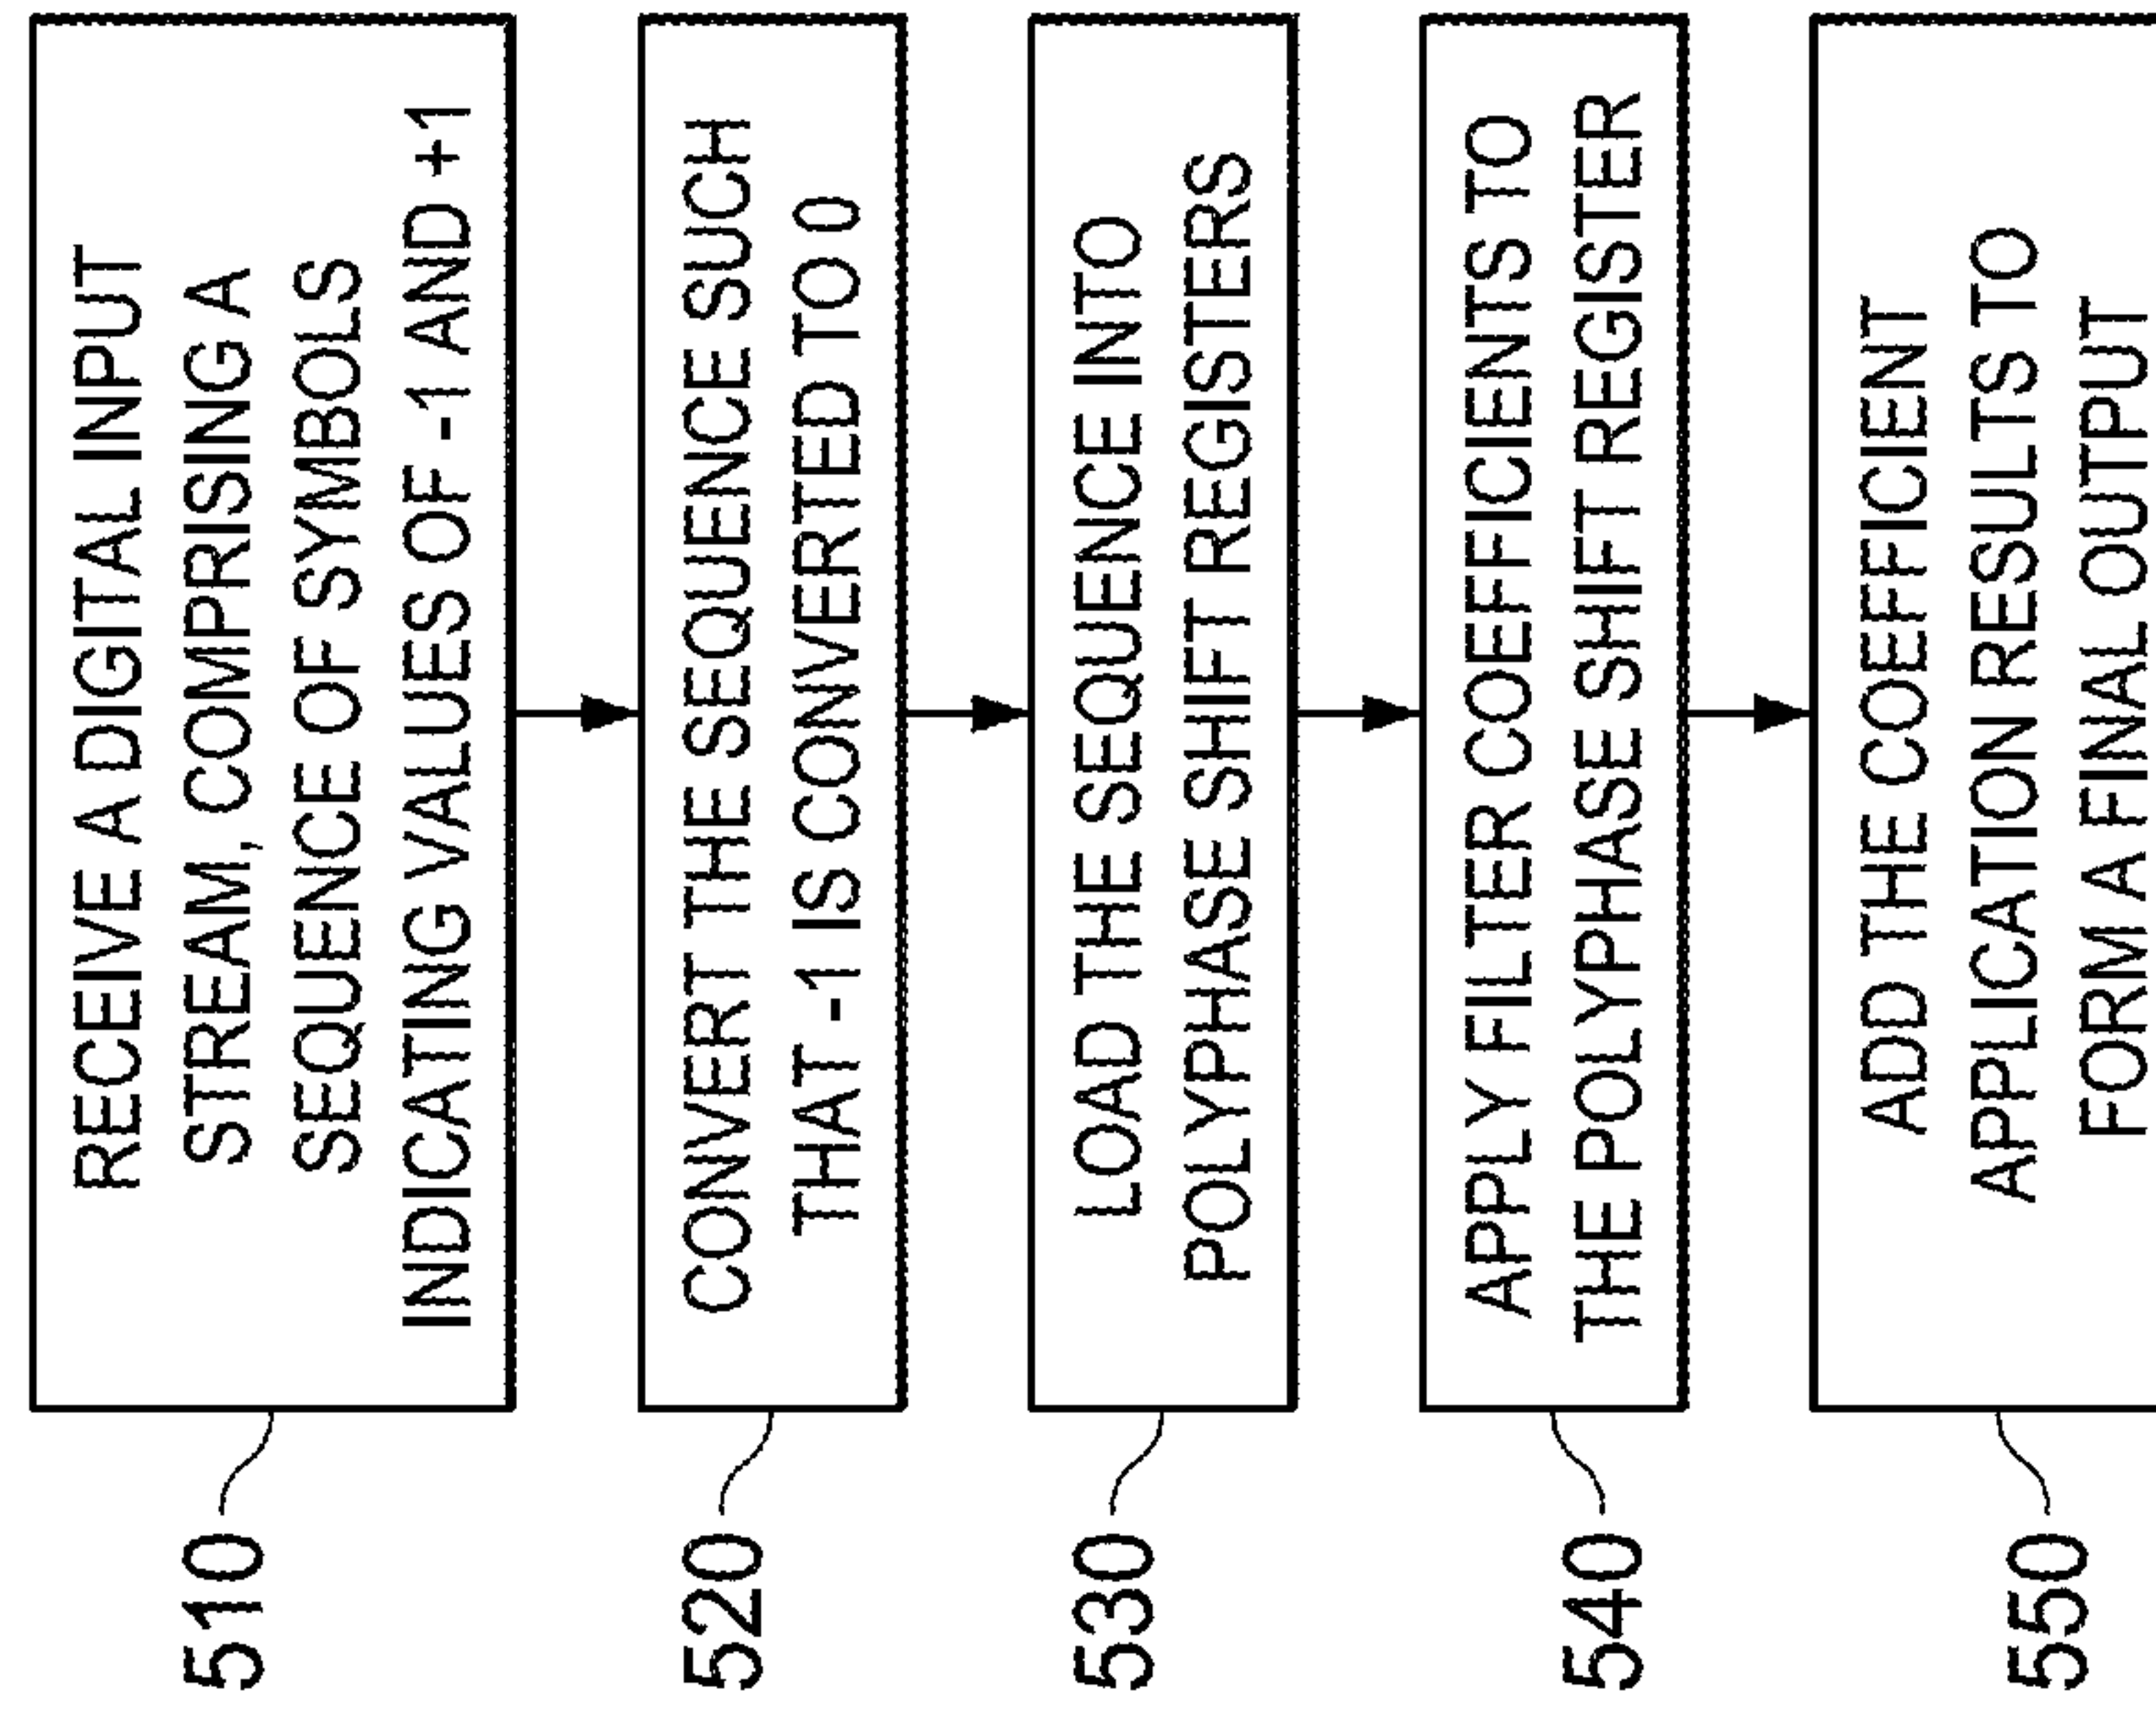 510
RECEIVE A DIGITAL INPUT
STREAM, COMPRISING A
SEQUENCE OF SYMBOLS
INDICATING VALUES OF -1 AND +1
520
CONVERT THE SEQUENCE SUCH
THAT -1 IS CONVERTED TO 0
530
LOAD THE SEQUENCE INTO
POLYPHASE SHIFT REGISTERS
540
APPLY FILTER COEFFICIENTS TO
THE POLYPHASE SHIFT REGISTER
550
ADD THE COEFFICIENT
APPLICATION RESULTS TO
FORM A FINAL OUTPUT